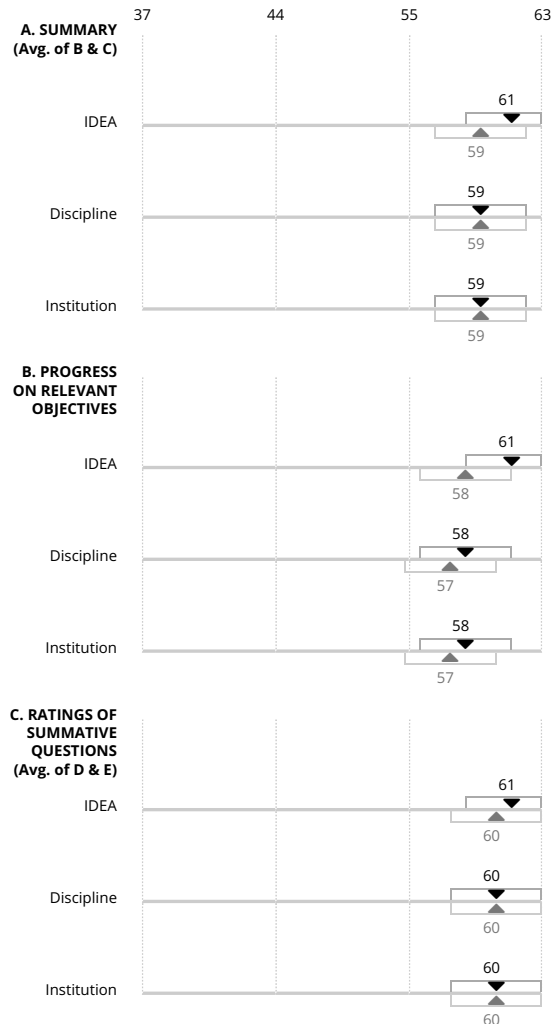 37 44 55 63
A. SUMMARY
(Avg. of B & C)
61
IDEA
59
59
Discipline
59
59
Institution
59
B. PROGRESS
ON RELEVANT
OBJECTIVES
61
IDEA
58
58
Discipline
57
58
Institution
57
C. RATINGS OF
SUMMATIVE
QUESTIONS
(Avg. of D & E)
61
IDEA
60
60
Discipline
60
60
Institution
60